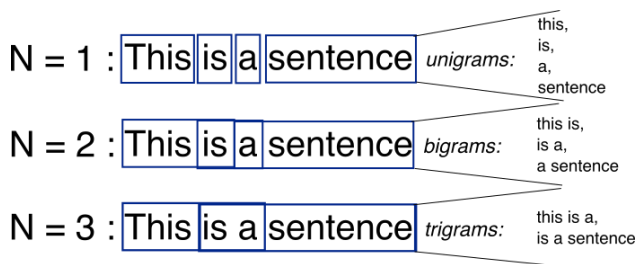 N = 1 : This is a sentence unigrams:
this,
is,
a,
sentence
N = 2 : This is a sentence bigrams:
this is,
is a,
a sentence
N = 3 : This is a sentence trigrams:
this is a,
is a sentence